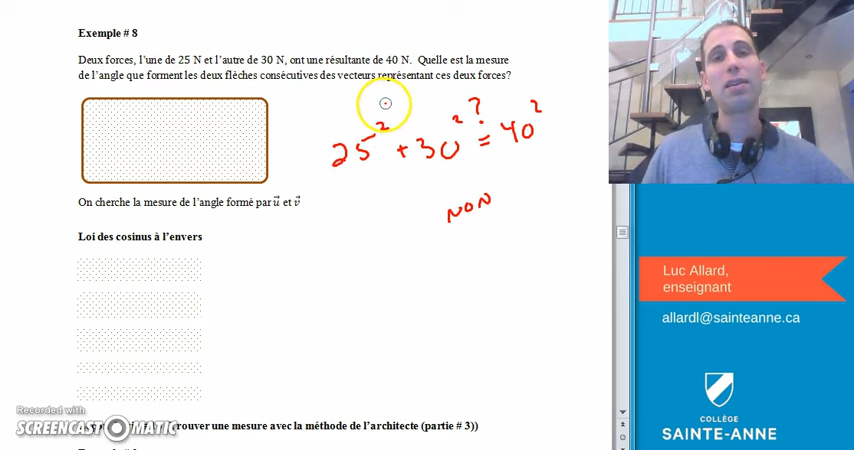 Exemple # 8
Deux forces, l'une de 25 N et l'autre de 30 N, ont une résultante de 40 N. Quelle est la mesure
de l'angle que forment les deux flèches consécutives des vecteurs représentant ces deux forces?
25² + 30² ?= 40²
NON
On cherche la mesure de l'angle formé par u⃗ et v⃗
Loi des cosinus à l'envers
Luc Allard,
enseignant
allardl@sainteanne.ca
COLLÈGE
SAINTE-ANNE
Recorded with
SCREENCAST-O-MATIC
rouver une mesure avec la méthode de l'architecte (partie # 3))